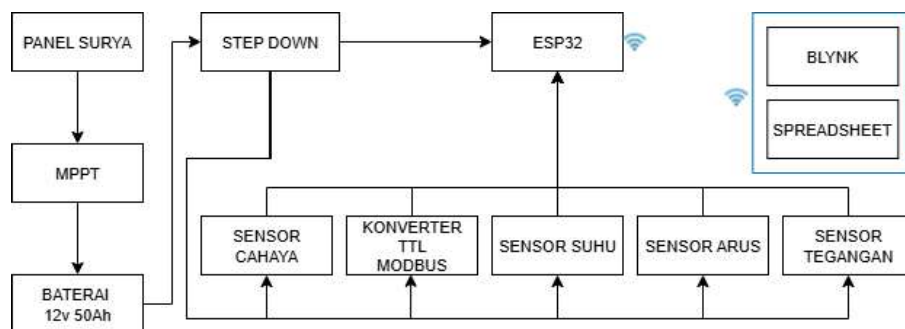 PANEL SURYA
STEP DOWN
ESP32
BLYNK
SPREADSHEET
MPPT
SENSOR
CAHAYA
KONVERTER
TTL
MODBUS
SENSOR SUHU
SENSOR ARUS
SENSOR
TEGANGAN
BATERAI
12v 50Ah